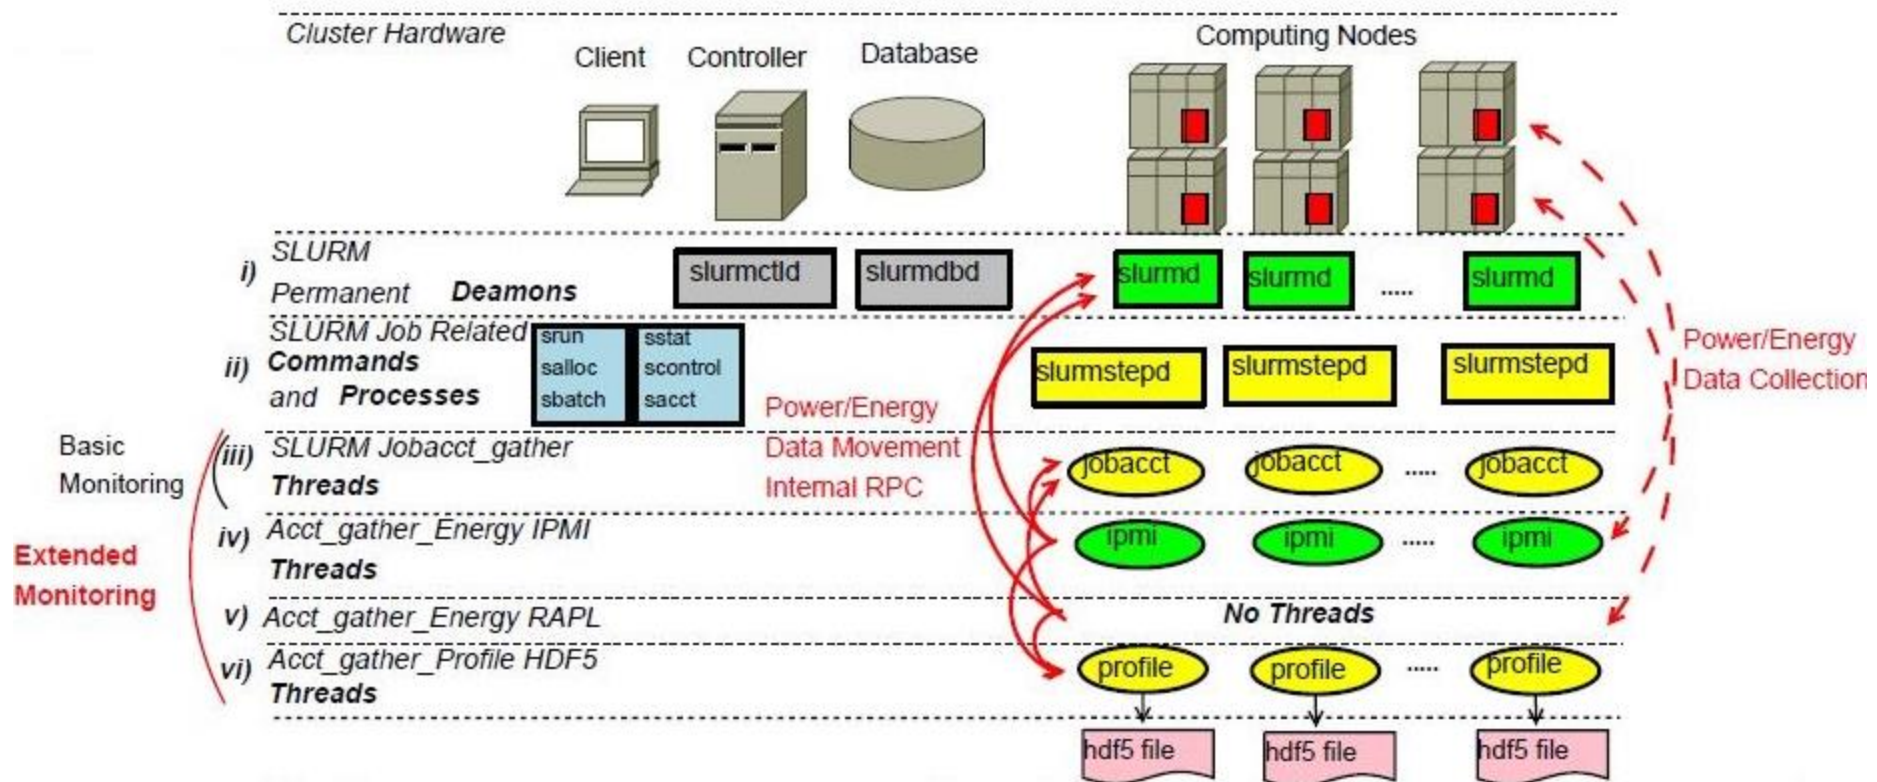 Cluster Hardware
Client
Controller
Database
Computing Nodes
i) SLURM
Permanent Deamons
slurmctld
slurmdbd
slurmd
slurmd
.....
slurmd
ii) SLURM Job Related
Commands
and Processes
srun
salloc
sbatch
sstat
scontrol
sacct
slurmstepd
slurmstepd
slurmstepd
Power/Energy
Data Collection
Power/Energy
Data Movement
Internal RPC
Basic
Monitoring
iii) SLURM Jobacct_gather
Threads
jobacct
jobacct
.....
jobacct
Extended
Monitoring
iv) Acct_gather_Energy IPMI
Threads
ipmi
ipmi
.....
ipmi
v) Acct_gather_Energy RAPL
No Threads
vi) Acct_gather_Profile HDF5
Threads
profile
profile
.....
profile
hdf5 file
hdf5 file
hdf5 file